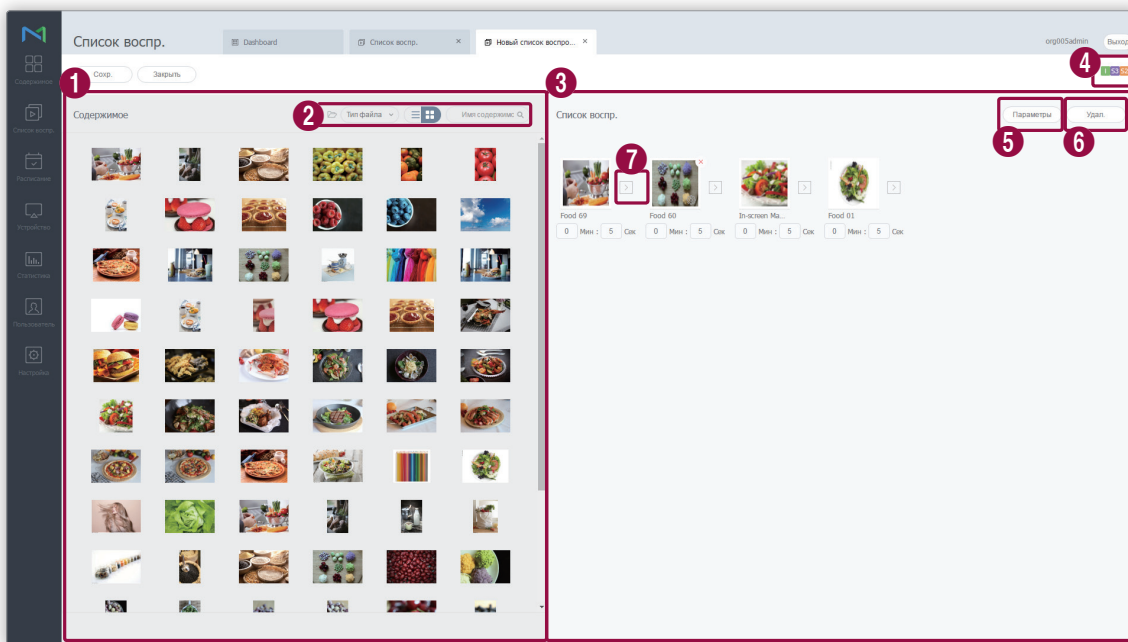 Список воспр.
Dashboard
Список воспр. ×
Новый список воспро... ×
org005admin
Выход
Сохр.
Закрыть
1
3
4
I S3 S2
Содержимое
2
Тип файла
Имя содержимс
Список воспр.
Параметры
Удал.
5
6
7
Food 69
Food 60
In-screen Ma...
Food 01
0 Мин : 5 Сек
0 Мин : 5 Сек
0 Мин : 5 Сек
0 Мин : 5 Сек
Содержимое
Список воспр.
Расписание
Устройство
Статистика
Пользователь
Настройка